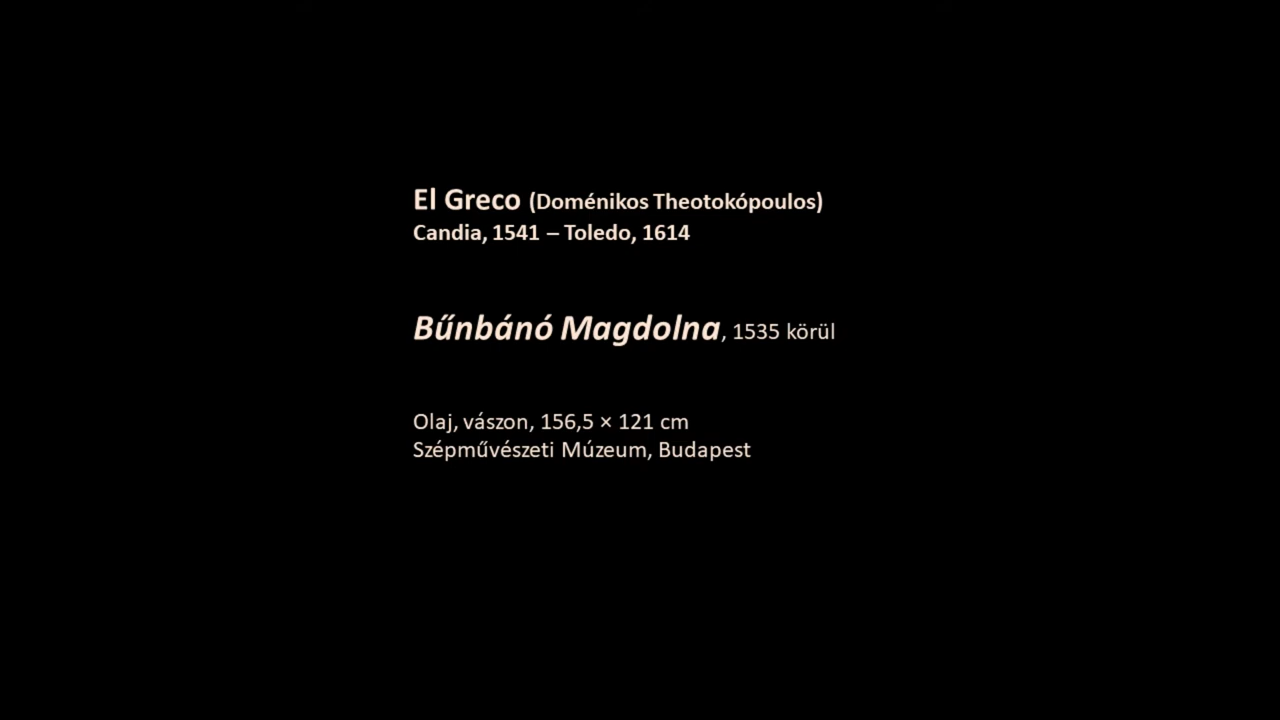 El Greco (Doménikos Theotokópoulos)
Candia, 1541 – Toledo, 1614
Bűnbánó Magdolna, 1535 körül
Olaj, vászon, 156,5 × 121 cm
Szépművészeti Múzeum, Budapest